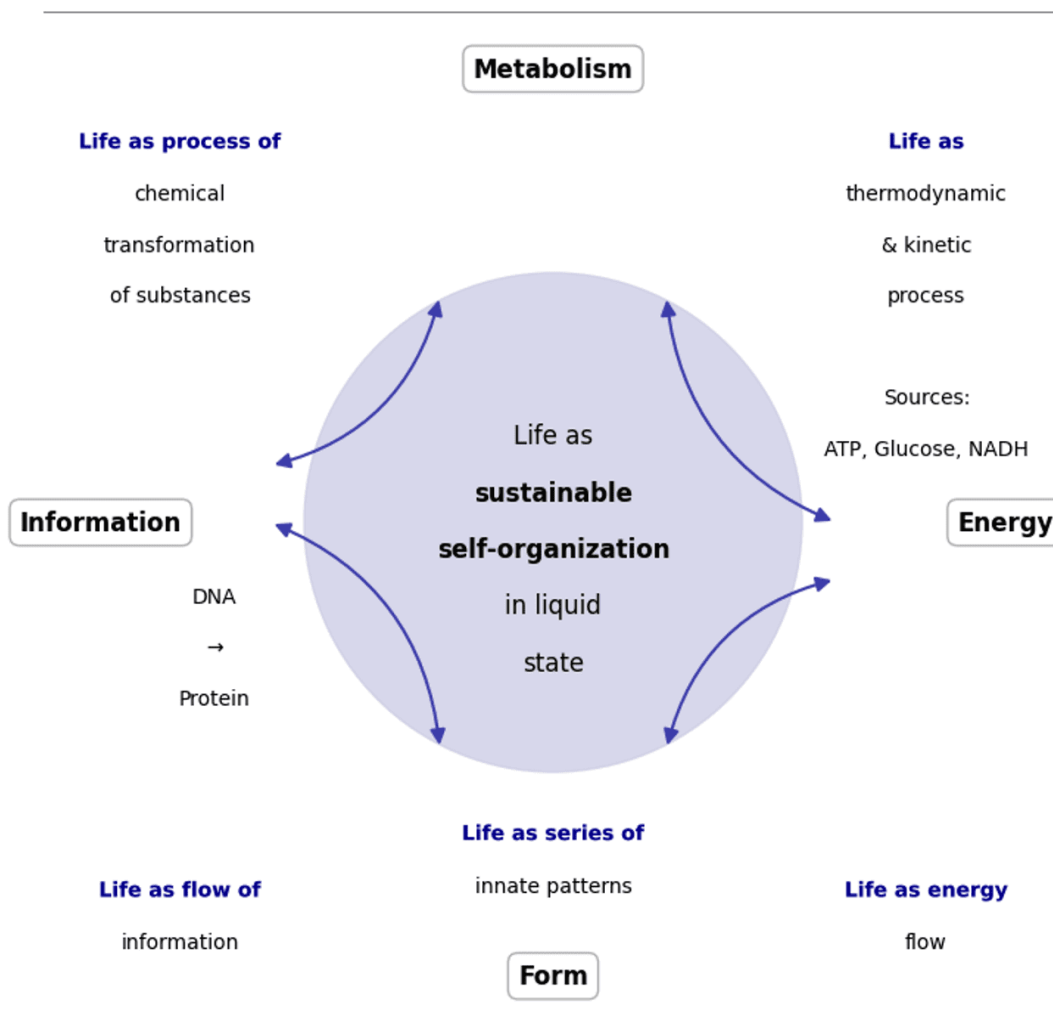 Metabolism
Life as process of
chemical
transformation
of substances
Life as
thermodynamic
& kinetic
process
Sources:
ATP, Glucose, NADH
Life as
sustainable
self-organization
in liquid
state
Information
Energy
DNA
→
Protein
Life as series of
innate patterns
Life as flow of
information
Life as energy
flow
Form